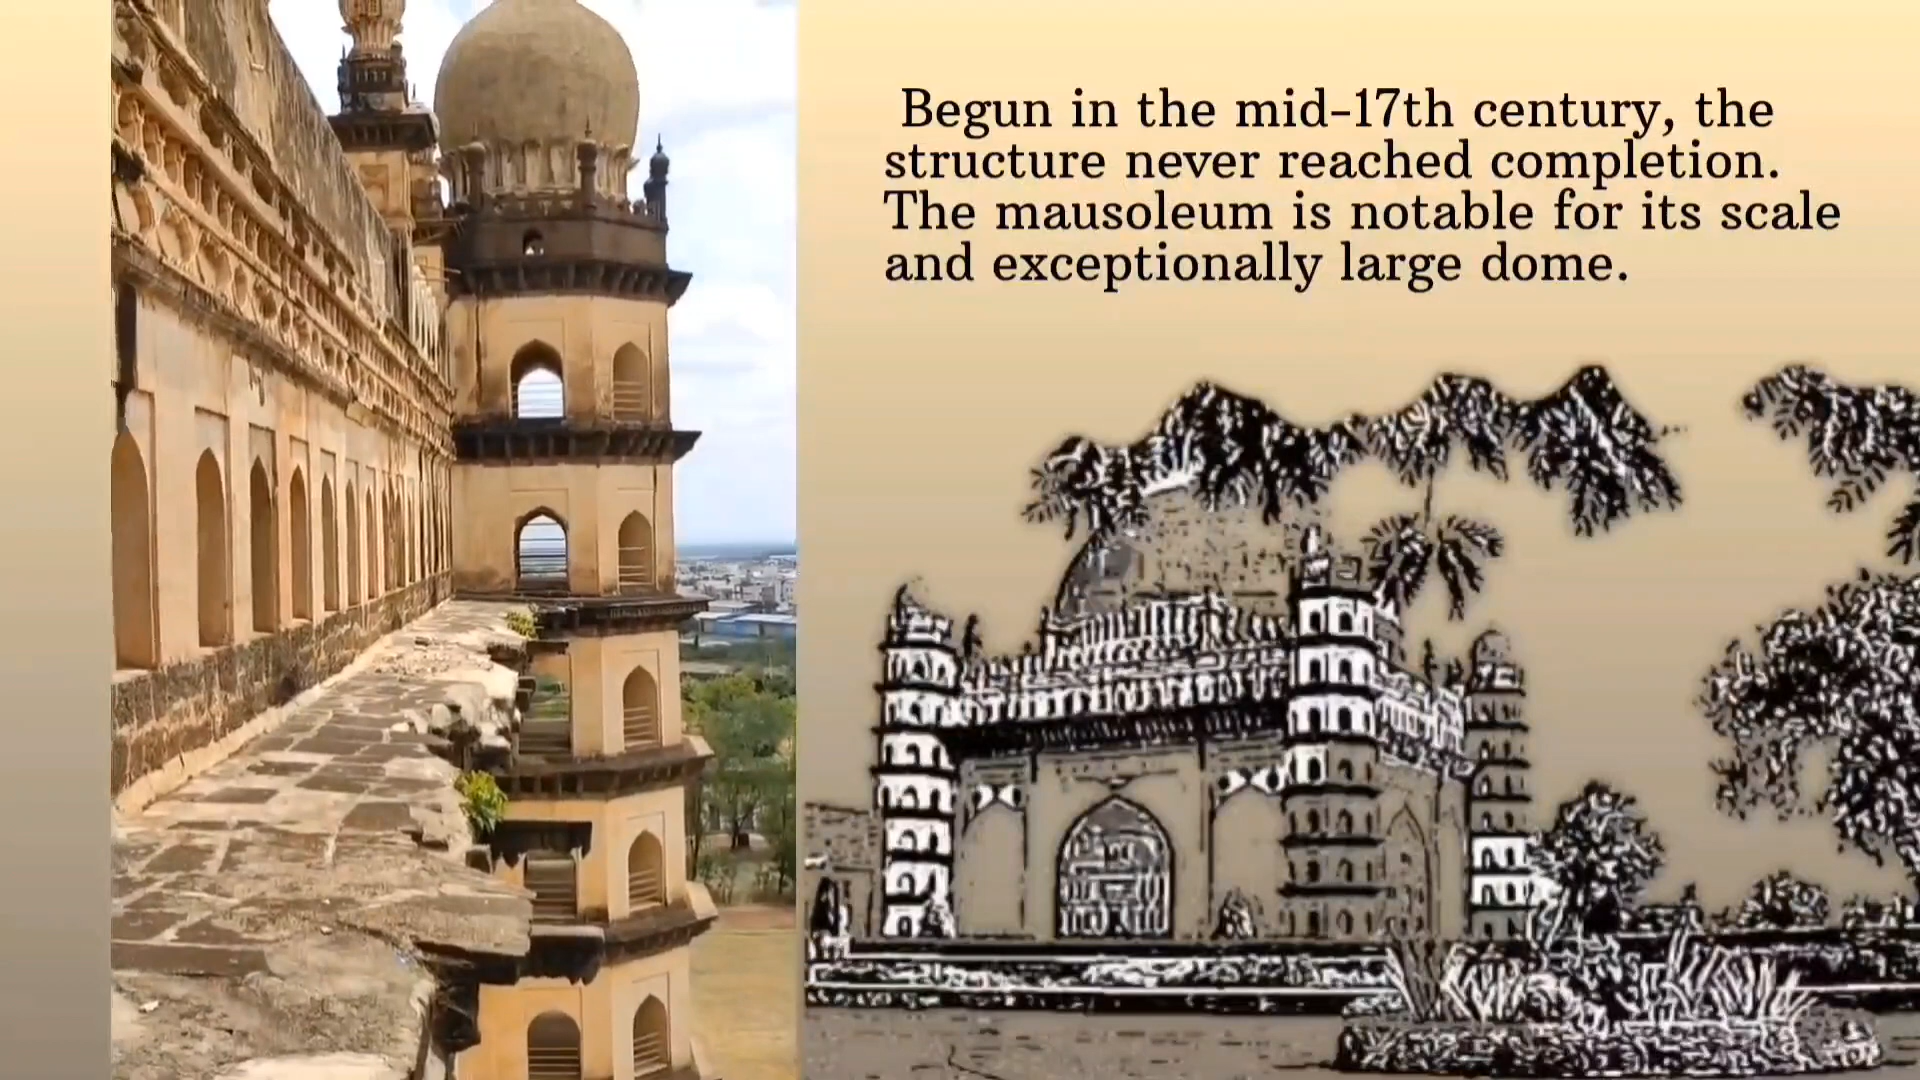 Begun in the mid-17th century, the
structure never reached completion.
The mausoleum is notable for its scale
and exceptionally large dome.